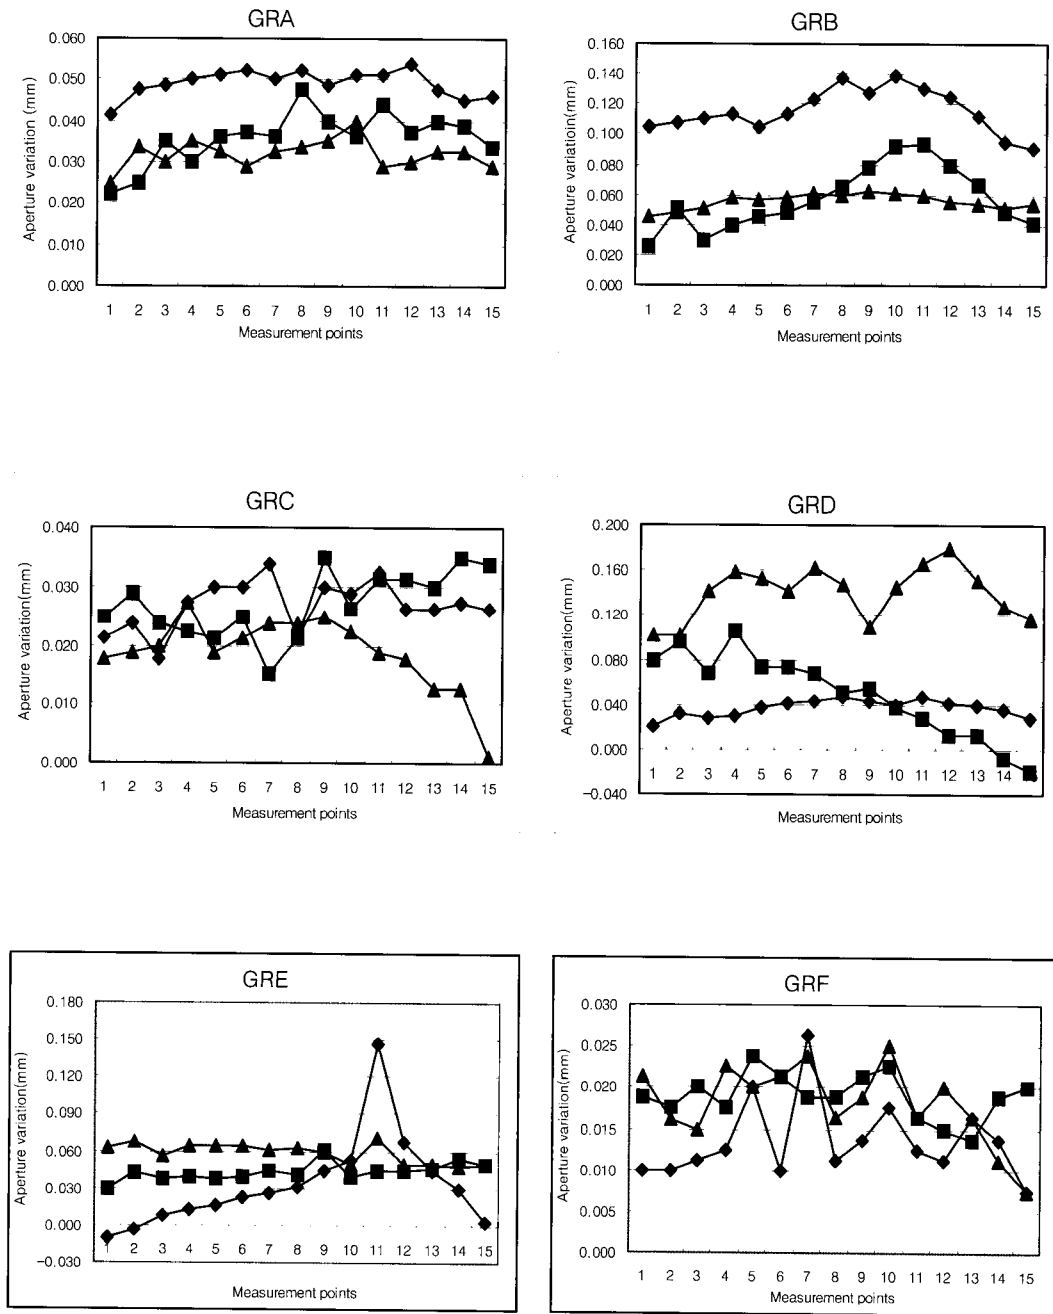 GRA
0.060
0.050
0.040
0.030
0.020
0.010
0.000
Aperture variation (mm)
1 2 3 4 5 6 7 8 9 10 11 12 13 14 15
Measurement points
GRB
0.160
0.140
0.120
0.100
0.080
0.060
0.040
0.020
0.000
Aperture variatioin(mm)
1 2 3 4 5 6 7 8 9 10 11 12 13 14 15
Measurement points
GRC
0.040
0.030
0.020
0.010
0.000
Aperture variation(mm)
1 2 3 4 5 6 7 8 9 10 11 12 13 14 15
Measurement points
GRD
0.200
0.160
0.120
0.080
0.040
0.000
-0.040
Aperture variation(mm)
1 2 3 4 5 6 7 8 9 10 11 12 13 14
Measurement points
GRE
0.180
0.150
0.120
0.090
0.060
0.030
0.000
-0.030
Aperture variation(mm)
1 2 3 4 5 6 7 8 9 10 11 12 13 14 15
Measurement points
GRF
0.030
0.025
0.020
0.015
0.010
0.005
0.000
Aperture variation(mm)
1 2 3 4 5 6 7 8 9 10 11 12 13 14 15
Measurement points